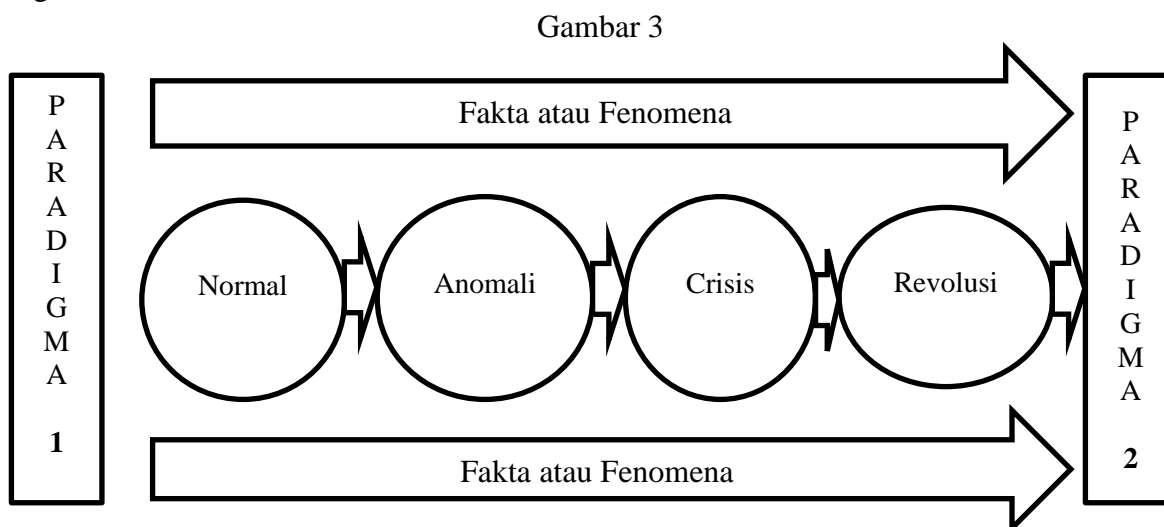 Gambar 3
P
A
R
A
D
I
G
M
A
1
Fakta atau Fenomena
Normal
Anomali
Crisis
Revolusi
Fakta atau Fenomena
P
A
R
A
D
I
G
M
A
2